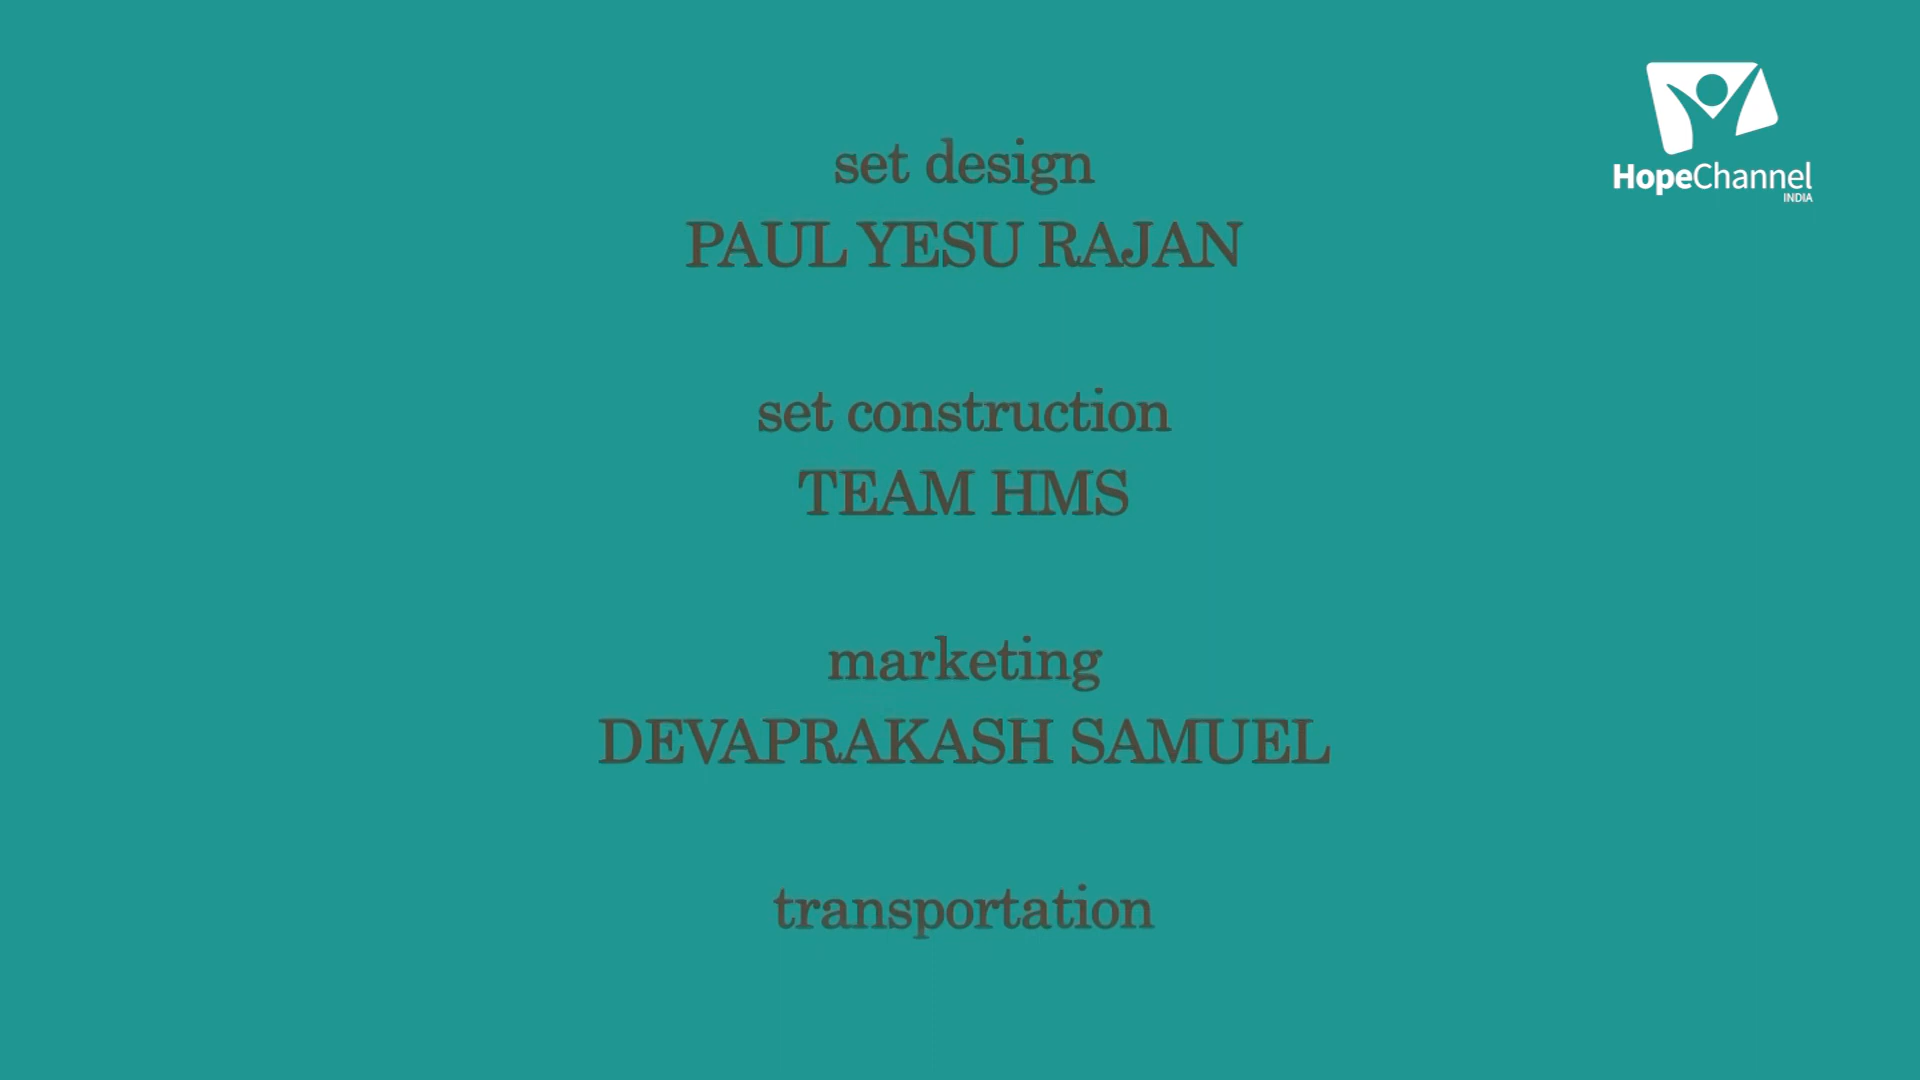 HopeChannel
INDIA
set design
PAUL YESU RAJAN
set construction
TEAM HMS
marketing
DEVAPRAKASH SAMUEL
transportation